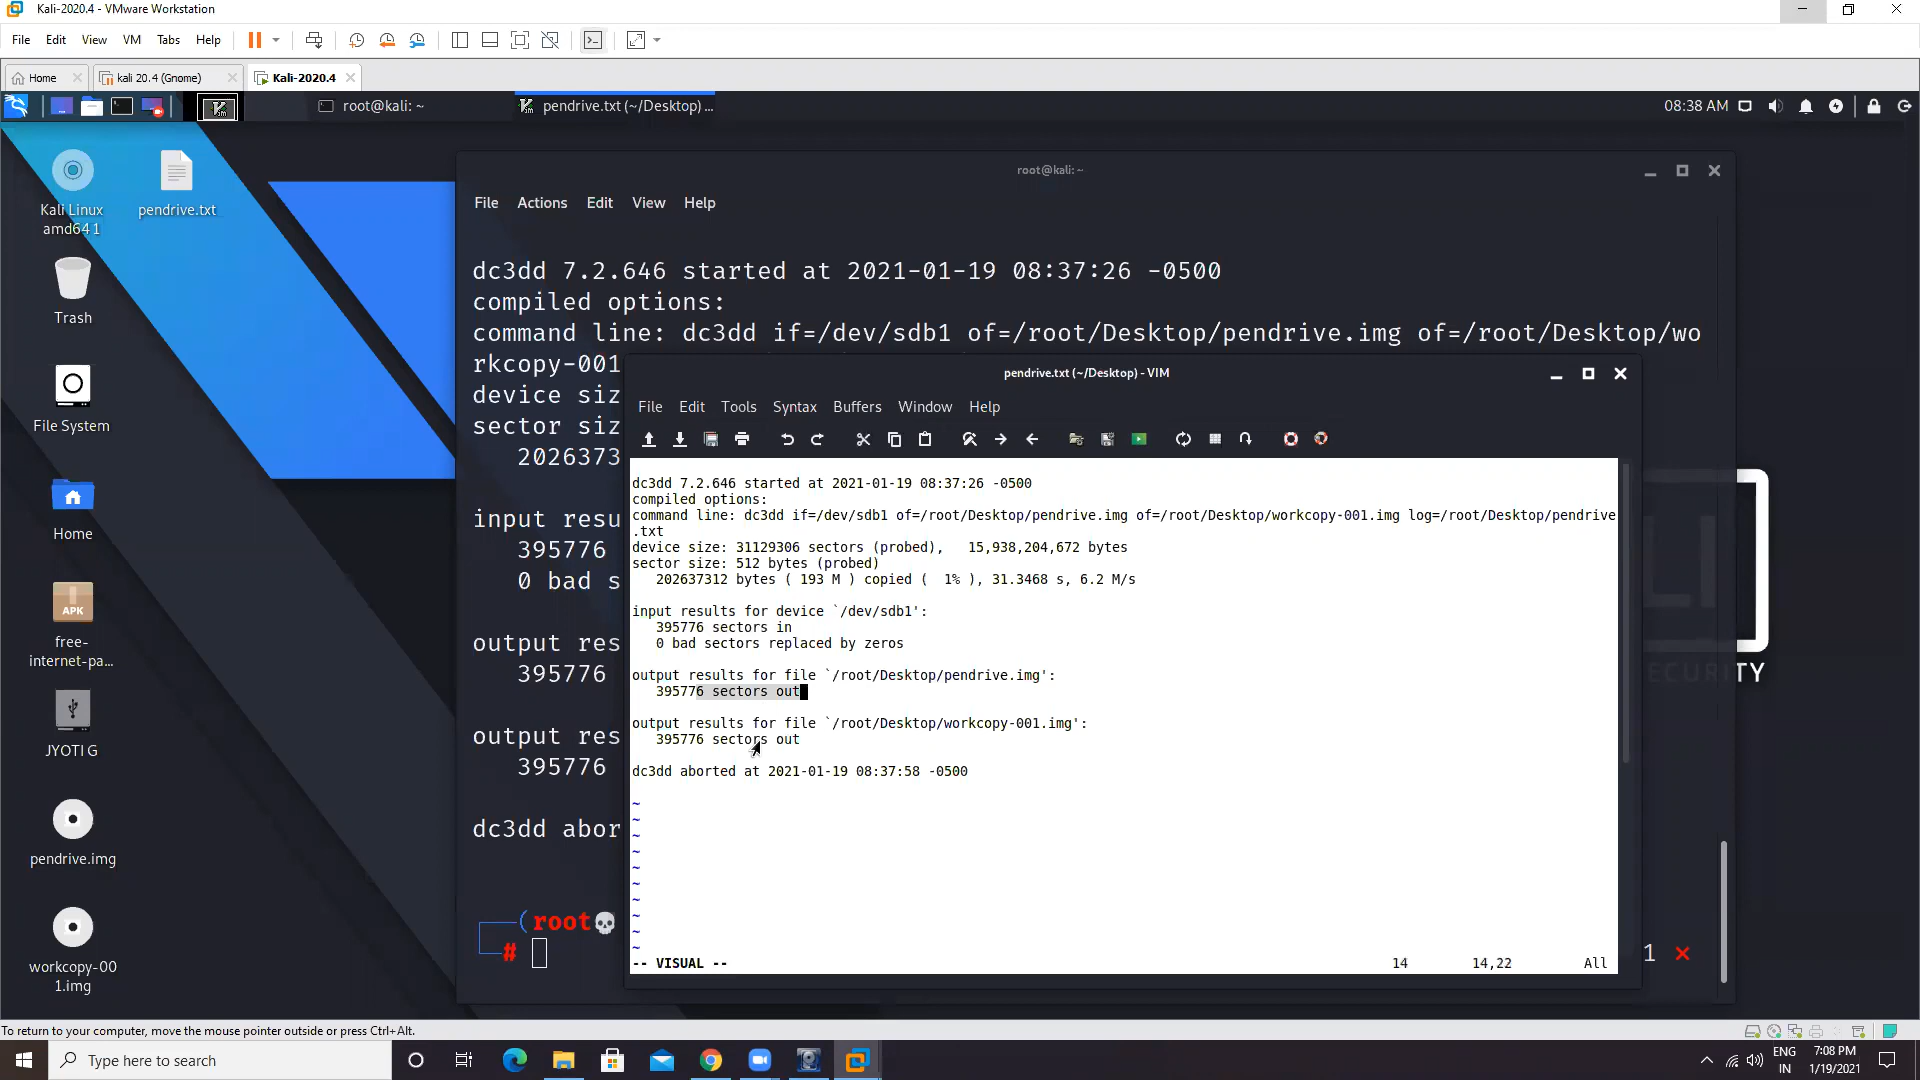 Kali-2020.4 - VMware Workstation
File Edit View VM Tabs Help
Home kali 20.4 (Gnome) Kali-2020.4
root@kali: ~ pendrive.txt (~/Desktop) ... 08:38 AM
Kali Linux
amd64 1
pendrive.txt
Trash
File System
Home
APK
free-
internet-pa...
JYOTI G
pendrive.img
workcopy-00
1.img
root@kali: ~
File Actions Edit View Help
dc3dd 7.2.646 started at 2021-01-19 08:37:26 -0500
compiled options:
command line: dc3dd if=/dev/sdb1 of=/root/Desktop/pendrive.img of=/root/Desktop/wo
rkcopy-001
device siz
sector siz
2026373
input resu
395776
0 bad s
output res
395776
output res
395776
dc3dd abor
(root
#
1
pendrive.txt (~/Desktop) - VIM
File Edit Tools Syntax Buffers Window Help
dc3dd 7.2.646 started at 2021-01-19 08:37:26 -0500
compiled options:
command line: dc3dd if=/dev/sdb1 of=/root/Desktop/pendrive.img of=/root/Desktop/workcopy-001.img log=/root/Desktop/pendrive
.txt
device size: 31129306 sectors (probed),   15,938,204,672 bytes
sector size: 512 bytes (probed)
202637312 bytes ( 193 M ) copied (  1% ), 31.3468 s, 6.2 M/s
input results for device `/dev/sdb1':
395776 sectors in
0 bad sectors replaced by zeros
output results for file `/root/Desktop/pendrive.img':
395776 sectors out
output results for file `/root/Desktop/workcopy-001.img':
395776 sectors out
dc3dd aborted at 2021-01-19 08:37:58 -0500
~
~
~
~
~
~
~
~
~
~
-- VISUAL -- 14 14,22 All
LI
ECURITY
To return to your computer, move the mouse pointer outside or press Ctrl+Alt.
Type here to search
ENG
IN
7:08 PM
1/19/2021